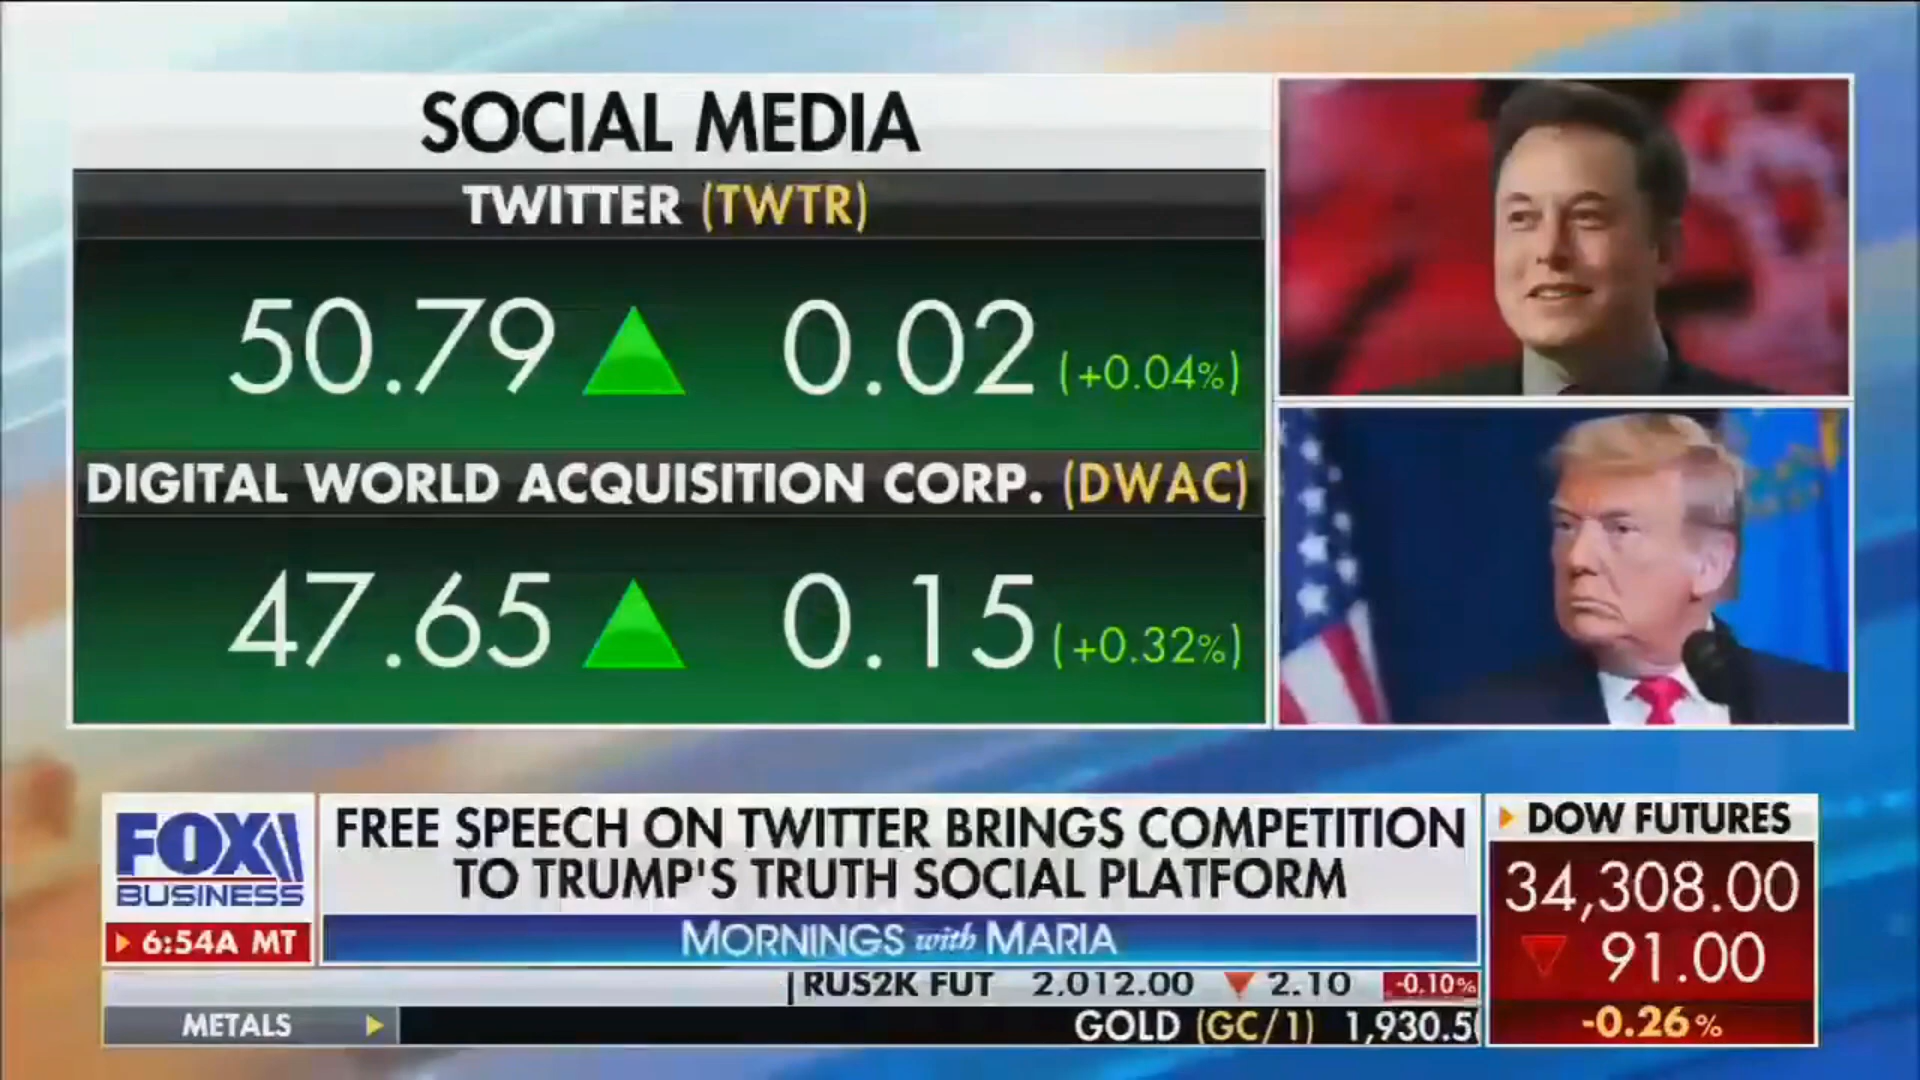 SOCIAL MEDIA
TWITTER (TWTR)
50.79 ▲ 0.02 (+0.04%)
DIGITAL WORLD ACQUISITION CORP. (DWAC)
47.65 ▲ 0.15 (+0.32%)
FOX
BUSINESS
6:54A MT
FREE SPEECH ON TWITTER BRINGS COMPETITION
TO TRUMP'S TRUTH SOCIAL PLATFORM
MORNINGS with MARIA
DOW FUTURES
34,308.00
▼ 91.00
-0.26%
RUS2K FUT 2,012.00 ▼ 2.10 -0.10%
METALS
GOLD (GC/1) 1,930.5